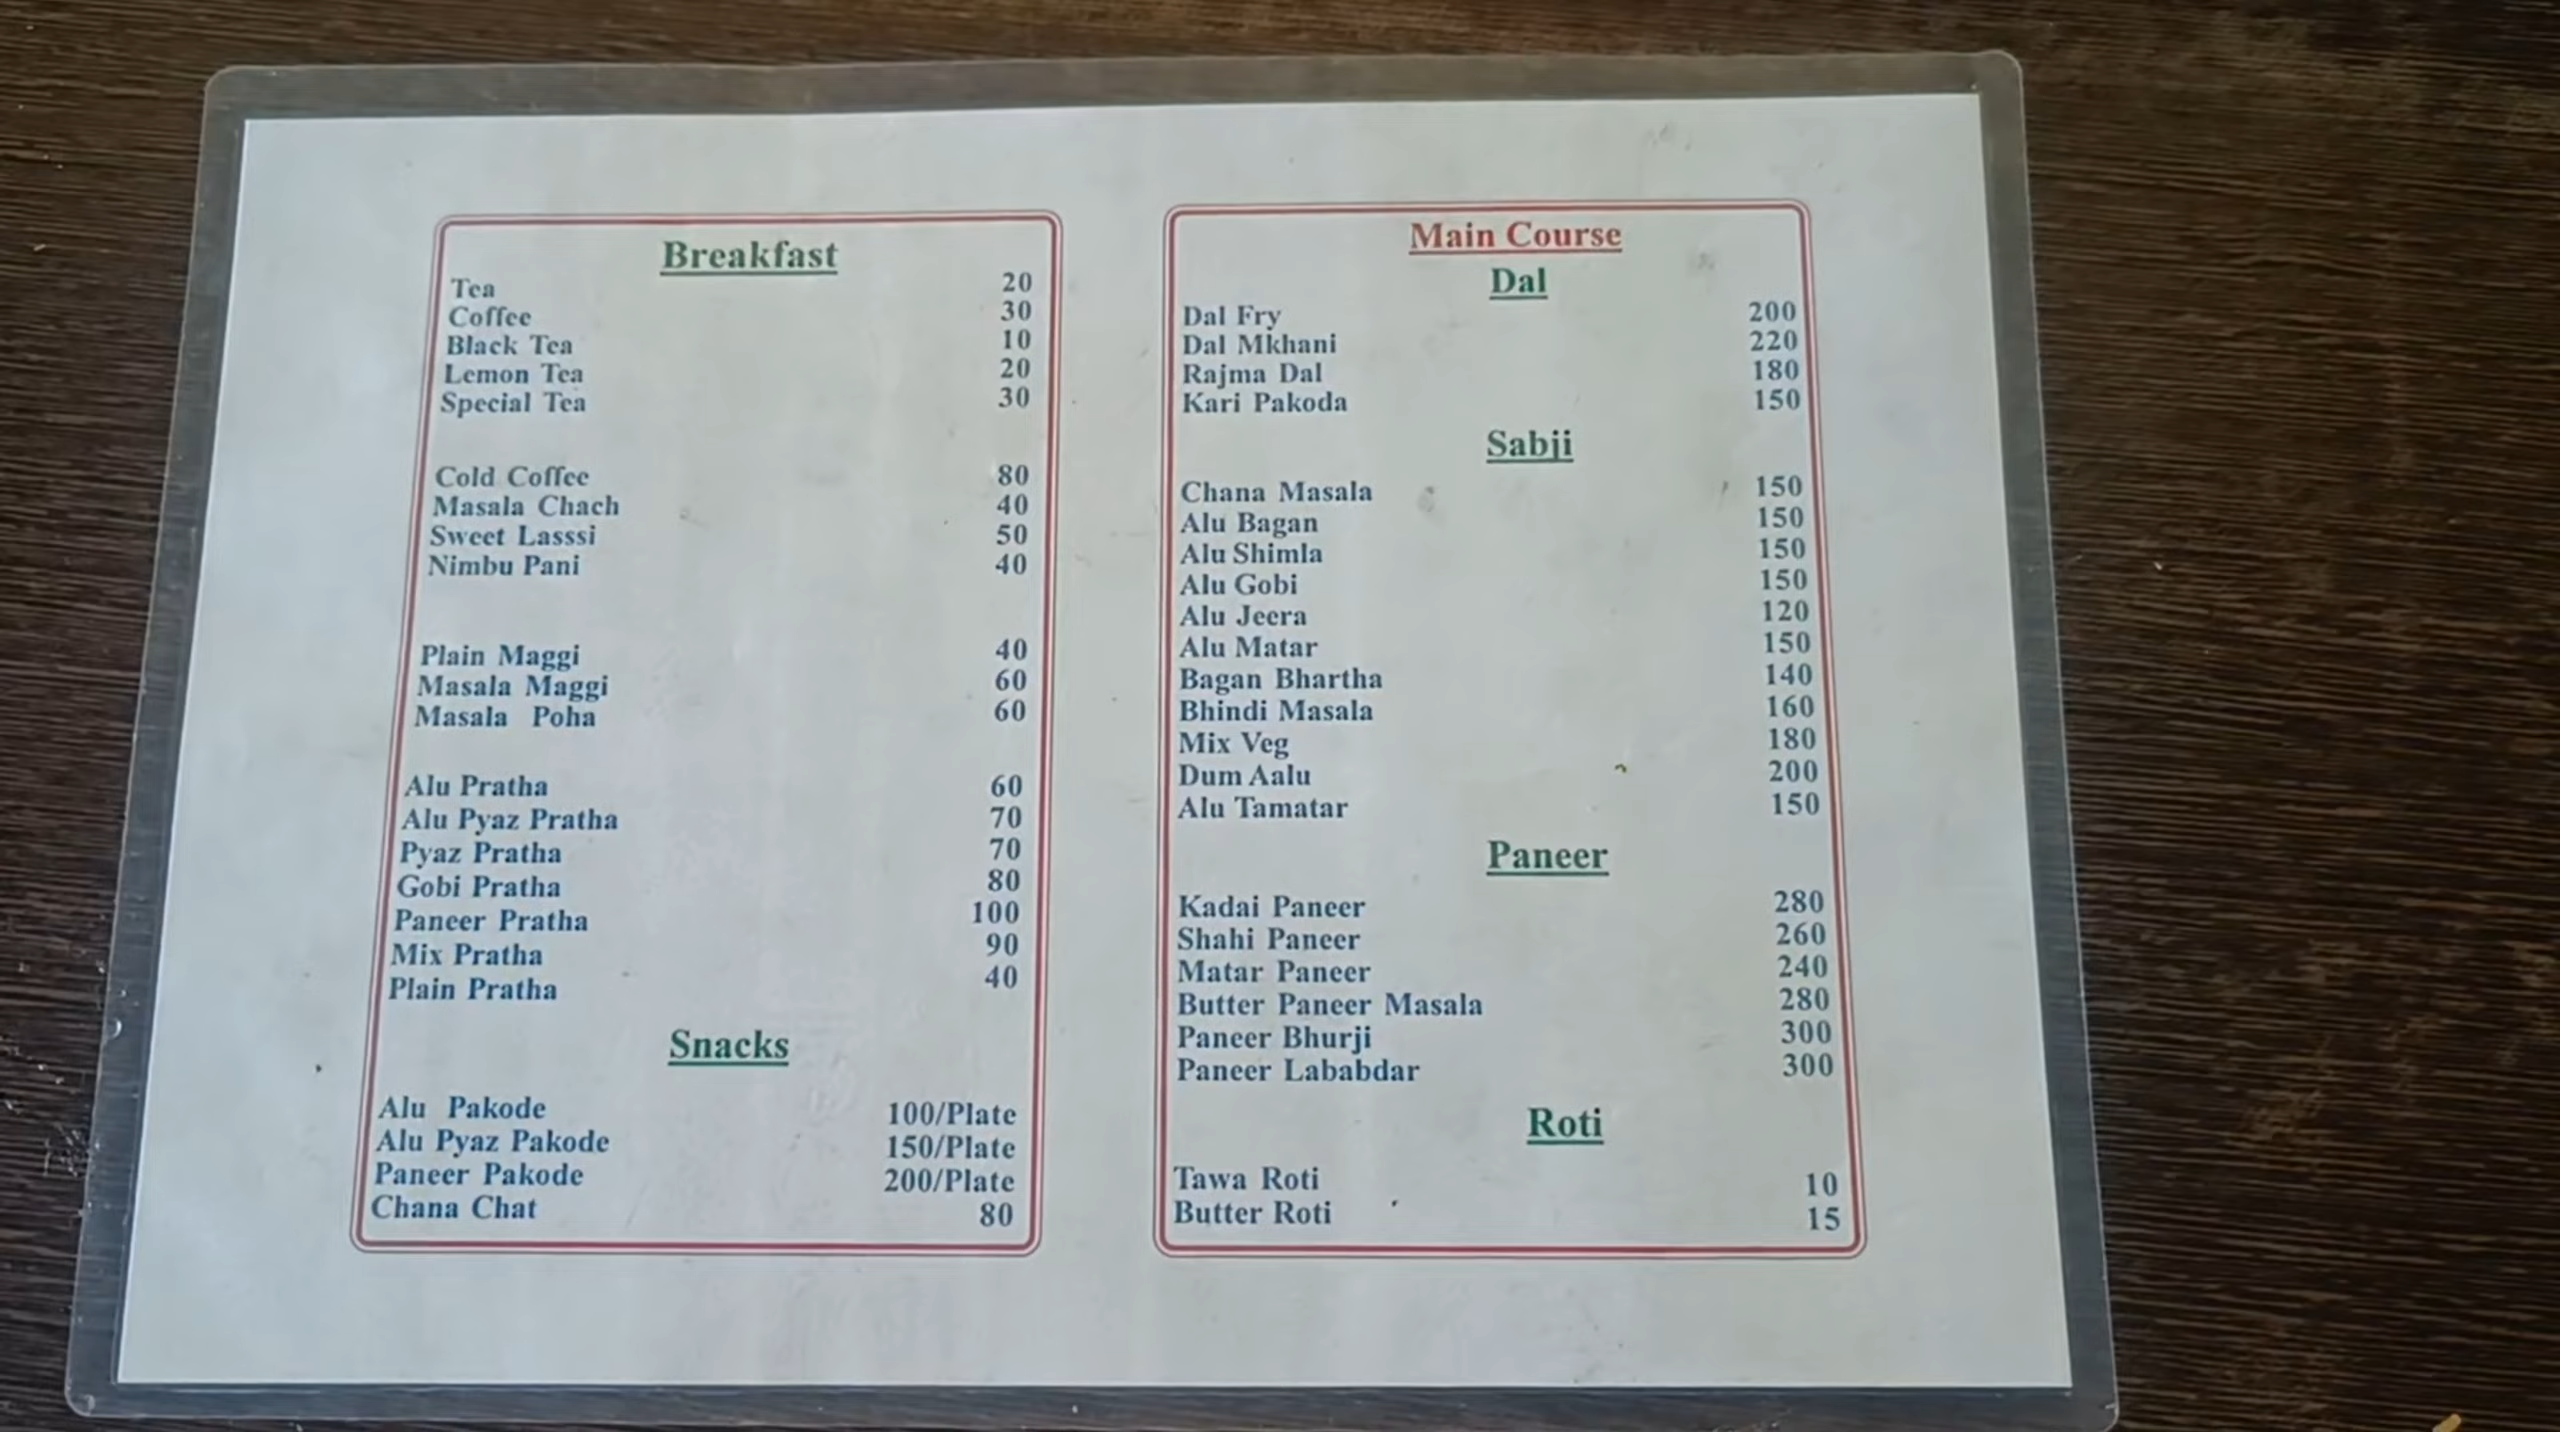 Breakfast
Tea 20
Coffee 30
Black Tea 10
Lemon Tea 20
Special Tea 30
Cold Coffee 80
Masala Chach 40
Sweet Lasssi 50
Nimbu Pani 40
Plain Maggi 40
Masala Maggi 60
Masala Poha 60
Alu Pratha 60
Alu Pyaz Pratha 70
Pyaz Pratha 70
Gobi Pratha 80
Paneer Pratha 100
Mix Pratha 90
Plain Pratha 40
Snacks
Alu Pakode 100/Plate
Alu Pyaz Pakode 150/Plate
Paneer Pakode 200/Plate
Chana Chat 80
Main Course
Dal
Dal Fry 200
Dal Mkhani 220
Rajma Dal 180
Kari Pakoda 150
Sabji
Chana Masala 150
Alu Bagan 150
Alu Shimla 150
Alu Gobi 150
Alu Jeera 120
Alu Matar 150
Bagan Bhartha 140
Bhindi Masala 160
Mix Veg 180
Dum Aalu 200
Alu Tamatar 150
Paneer
Kadai Paneer 280
Shahi Paneer 260
Matar Paneer 240
Butter Paneer Masala 280
Paneer Bhurji 300
Paneer Lababdar 300
Roti
Tawa Roti 10
Butter Roti 15